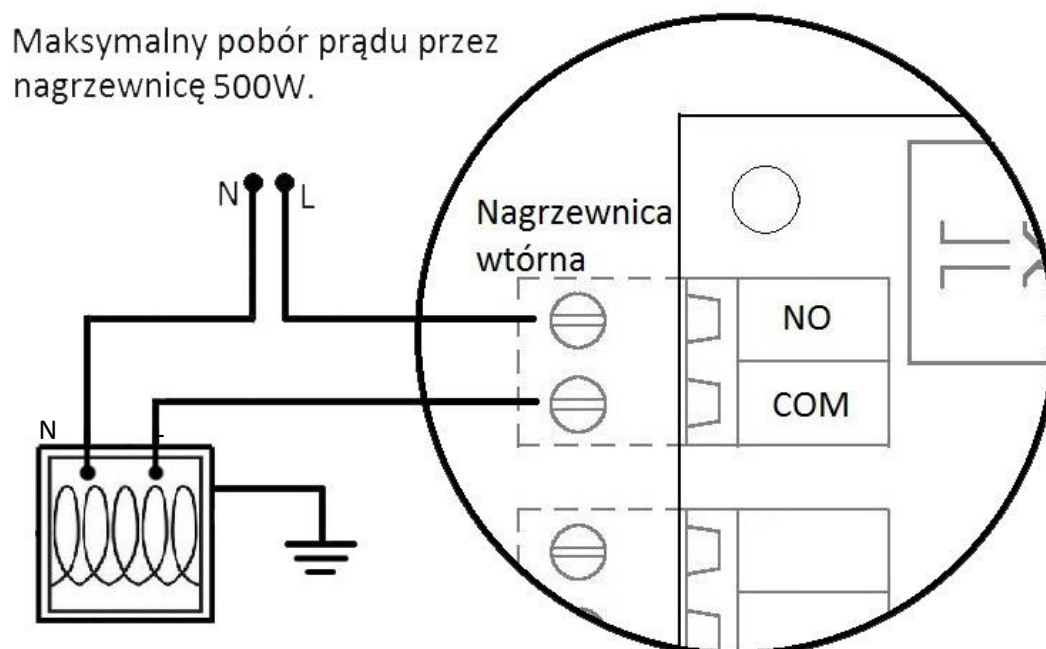 Maksymalny pobór prądu przez
nagrzewnicę 500W.
N L
Nagrzewnica
wtórna
NO
COM
N